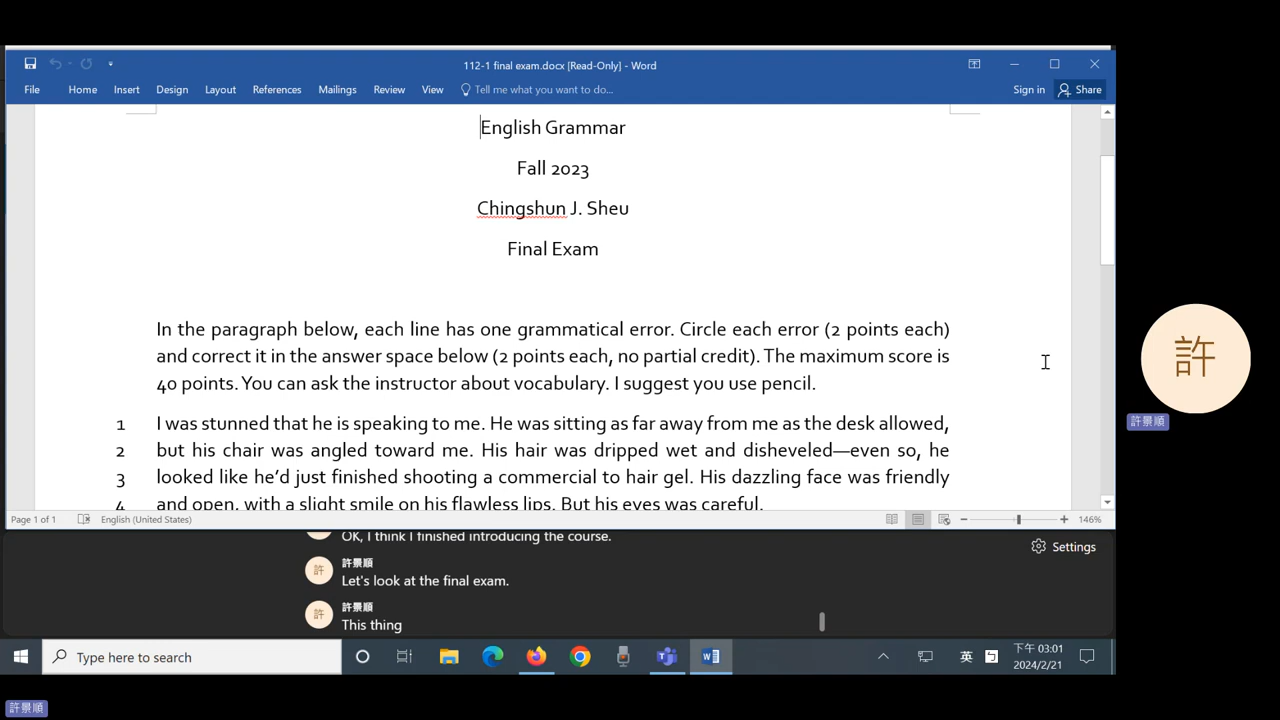 112-1 final exam.docx [Read-Only] - Word
File Home Insert Design Layout References Mailings Review View Tell me what you want to do... Sign in Share
English Grammar
Fall 2023
Chingshun J. Sheu
Final Exam
In the paragraph below, each line has one grammatical error. Circle each error (2 points each)
and correct it in the answer space below (2 points each, no partial credit). The maximum score is
40 points. You can ask the instructor about vocabulary. I suggest you use pencil.
1 I was stunned that he is speaking to me. He was sitting as far away from me as the desk allowed,
2 but his chair was angled toward me. His hair was dripped wet and disheveled—even so, he
3 looked like he'd just finished shooting a commercial to hair gel. His dazzling face was friendly
4 and open, with a slight smile on his flawless lips. But his eyes was careful.
許
許景順
Page 1 of 1 English (United States) 146%
OK, I think I finished introducing the course.
Settings
許景順
許
Let's look at the final exam.
許景順
許
This thing
Type here to search
英
下午 03:01
2024/2/21
許景順